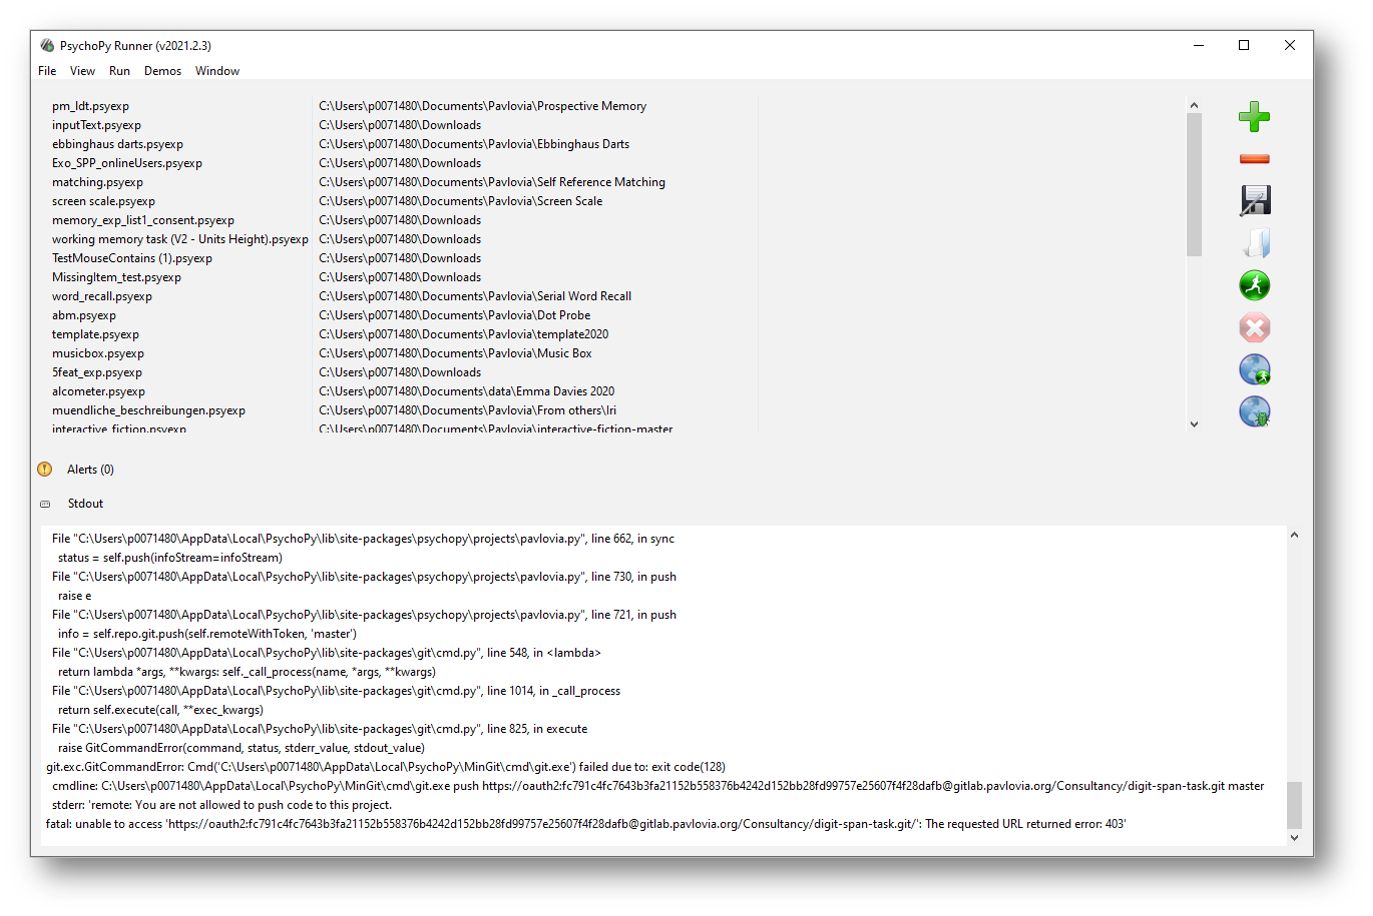 PsychoPy Runner (v2021.2.3)
File View Run Demos Window
pm_ldt.psyexp C:\Users\p0071480\Documents\Pavlovia\Prospective Memory
inputText.psyexp C:\Users\p0071480\Downloads
ebbinghaus darts.psyexp C:\Users\p0071480\Documents\Pavlovia\Ebbinghaus Darts
Exo_SPP_onlineUsers.psyexp C:\Users\p0071480\Downloads
matching.psyexp C:\Users\p0071480\Documents\Pavlovia\Self Reference Matching
screen scale.psyexp C:\Users\p0071480\Documents\Pavlovia\Screen Scale
memory_exp_list1_consent.psyexp C:\Users\p0071480\Downloads
working memory task (V2 - Units Height).psyexp C:\Users\p0071480\Downloads
TestMouseContains (1).psyexp C:\Users\p0071480\Downloads
MissingItem_test.psyexp C:\Users\p0071480\Downloads
word_recall.psyexp C:\Users\p0071480\Documents\Pavlovia\Serial Word Recall
abm.psyexp C:\Users\p0071480\Documents\Pavlovia\Dot Probe
template.psyexp C:\Users\p0071480\Documents\Pavlovia\template2020
musicbox.psyexp C:\Users\p0071480\Documents\Pavlovia\Music Box
5feat_exp.psyexp C:\Users\p0071480\Downloads
alcometer.psyexp C:\Users\p0071480\Documents\data\Emma Davies 2020
muendliche_beschreibungen.psyexp C:\Users\p0071480\Documents\Pavlovia\From others\Iri
interactive_fiction.psyexp C:\Users\p0071480\Documents\Pavlovia\interactive-fiction-master
Alerts (0)
Stdout
File "C:\Users\p0071480\AppData\Local\PsychoPy\lib\site-packages\psychopy\projects\pavlovia.py", line 662, in sync
status = self.push(infoStream=infoStream)
File "C:\Users\p0071480\AppData\Local\PsychoPy\lib\site-packages\psychopy\projects\pavlovia.py", line 730, in push
raise e
File "C:\Users\p0071480\AppData\Local\PsychoPy\lib\site-packages\psychopy\projects\pavlovia.py", line 721, in push
info = self.repo.git.push(self.remoteWithToken, 'master')
File "C:\Users\p0071480\AppData\Local\PsychoPy\lib\site-packages\git\cmd.py", line 548, in <lambda>
return lambda *args, **kwargs: self._call_process(name, *args, **kwargs)
File "C:\Users\p0071480\AppData\Local\PsychoPy\lib\site-packages\git\cmd.py", line 1014, in _call_process
return self.execute(call, **exec_kwargs)
File "C:\Users\p0071480\AppData\Local\PsychoPy\lib\site-packages\git\cmd.py", line 825, in execute
raise GitCommandError(command, status, stderr_value, stdout_value)
git.exc.GitCommandError: Cmd('C:\Users\p0071480\AppData\Local\PsychoPy\MinGit\cmd\git.exe') failed due to: exit code(128)
cmdline: C:\Users\p0071480\AppData\Local\PsychoPy\MinGit\cmd\git.exe push https://oauth2:fc791c4fc7643b3fa21152b558376b4242d152bb28fd99757e25607f4f28dafb@gitlab.pavlovia.org/Consultancy/digit-span-task.git master
stderr: 'remote: You are not allowed to push code to this project.
fatal: unable to access 'https://oauth2:fc791c4fc7643b3fa21152b558376b4242d152bb28fd99757e25607f4f28dafb@gitlab.pavlovia.org/Consultancy/digit-span-task.git/': The requested URL returned error: 403'